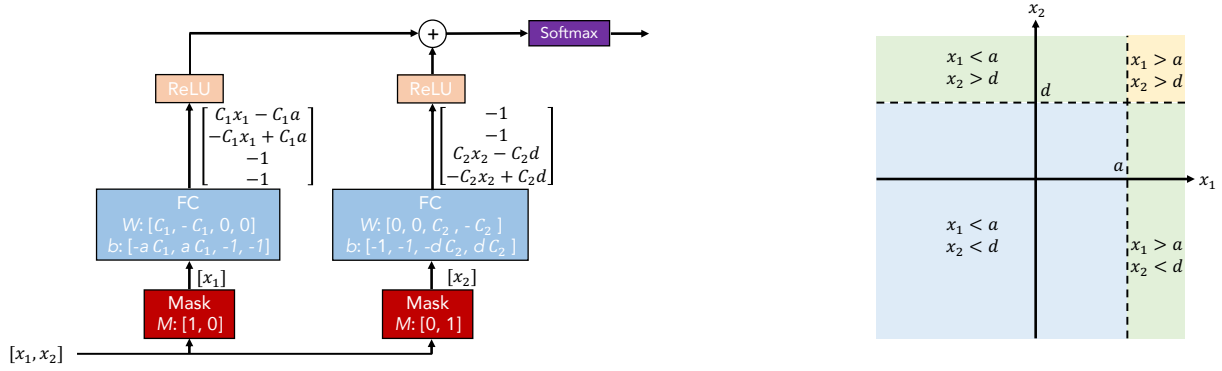 +
Softmax
ReLU
ReLU
C₁x₁ − C₁a
−C₁x₁ + C₁a
−1
−1
−1
−1
C₂x₂ − C₂d
−C₂x₂ + C₂d
FC
W: [C₁, - C₁, 0, 0]
b: [-a C₁, a C₁, -1, -1]
FC
W: [0, 0, C₂ , - C₂ ]
b: [-1, -1, -d C₂, d C₂ ]
[x₁]
[x₂]
Mask
M: [1, 0]
Mask
M: [0, 1]
[x₁, x₂]
x₂
x₁ < a
x₂ > d
x₁ > a
x₂ > d
d
a
x₁
x₁ < a
x₂ < d
x₁ > a
x₂ < d